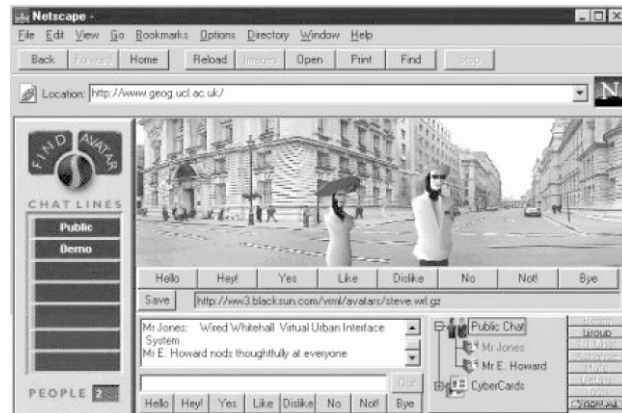 Netscape -
File Edit View Go Bookmarks Options Directory Window Help
Back Forward Home Reload Images Open Print Find Stop
Location: http://www.geog.ucl.ac.uk/
N
FIND AVATAR
CHAT LINES
Public
Demo
PEOPLE 2
Hello Hey! Yes Like Dislike No Not! Bye
Save http://ww3.blacksun.com/vrml/avatars/steve.wrl.gz
Mr Jones: Wired Whitehall Virtual Urban Interface
System
Mr E. Howard nods thoughtfully at everyone
Hello Hey! Yes Like Dislike No Not! Bye
Public Chat
Mr Jones
Mr E. Howard
CyberCards
Group